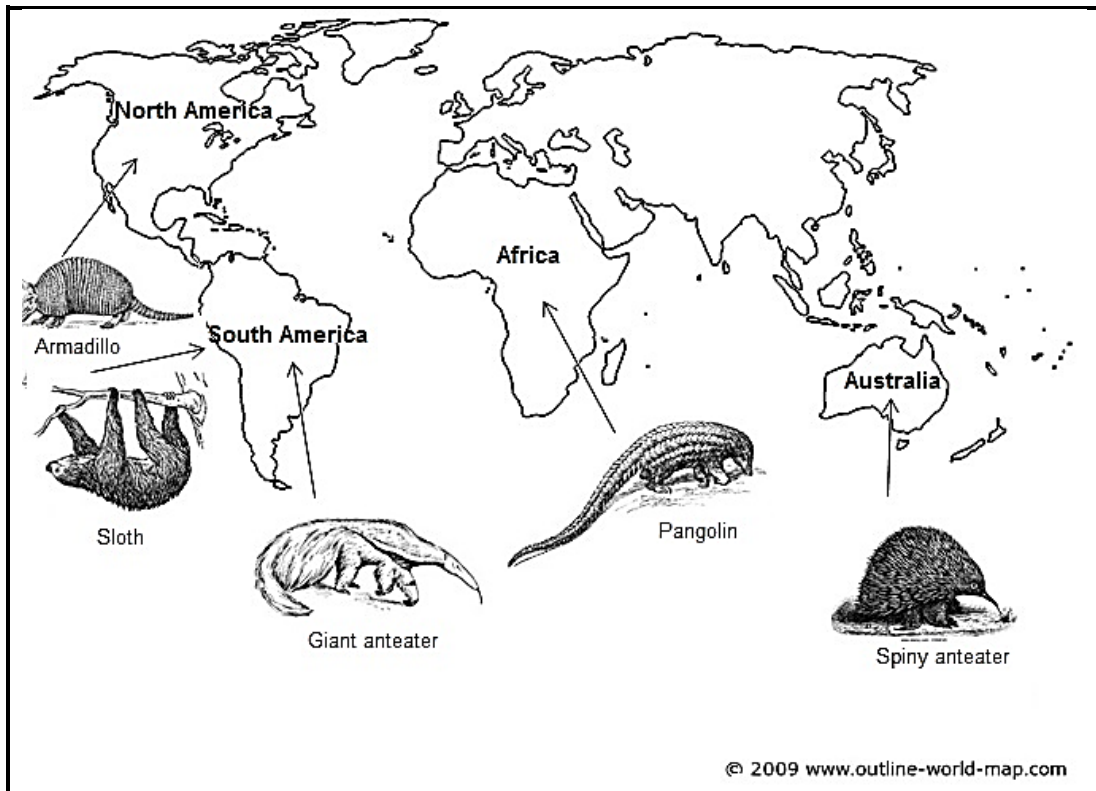 North America
Africa
South America
Armadillo
Australia
Sloth
Pangolin
Giant anteater
Spiny anteater
© 2009 www.outline-world-map.com